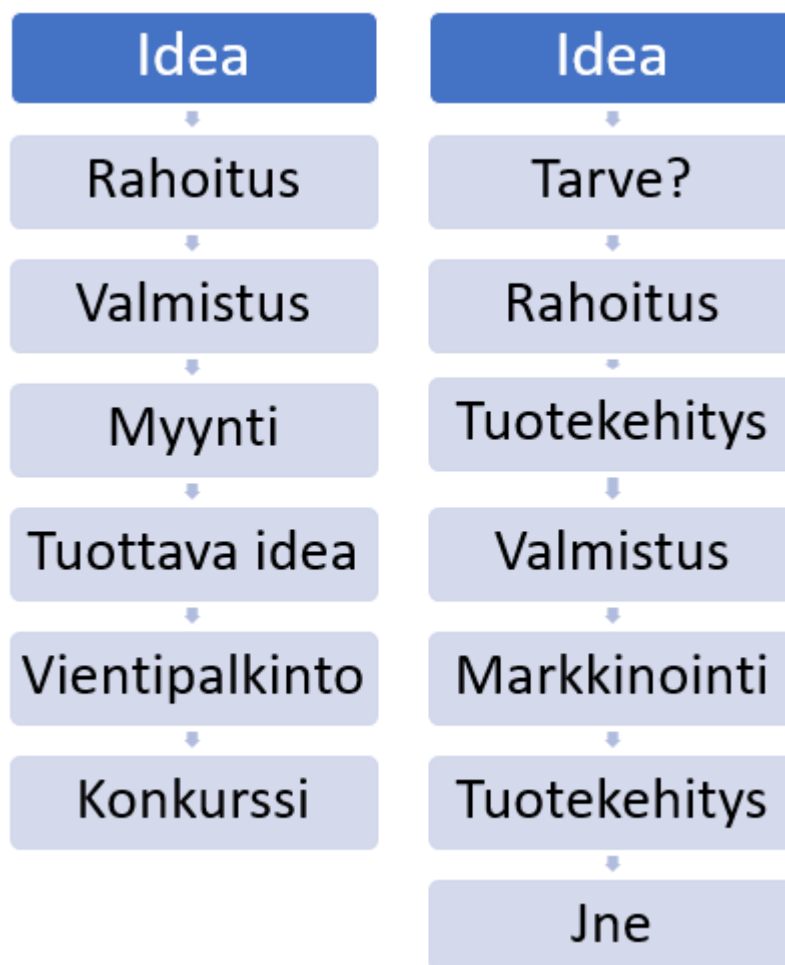 Idea
Rahoitus
Valmistus
Myynti
Tuottava idea
Vientipalkinto
Konkurssi
Idea
Tarve?
Rahoitus
Tuotekehitys
Valmistus
Markkinointi
Tuotekehitys
Jne